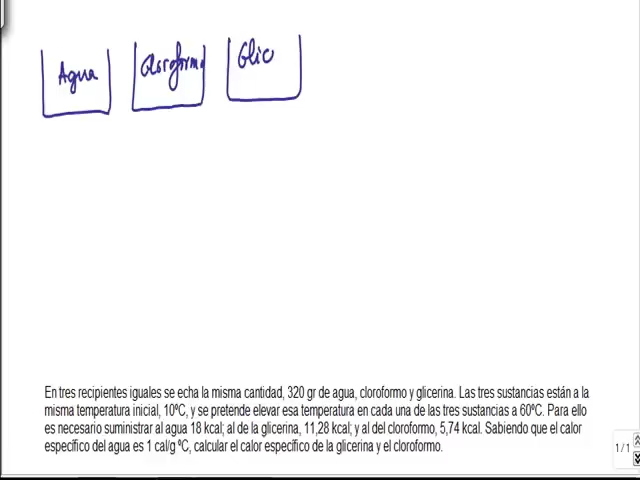 Agua Cloroformo Glic
En tres recipientes iguales se echa la misma cantidad, 320 gr de agua, cloroformo y glicerina. Las tres sustancias están a la
misma temperatura inicial, 10ºC, y se pretende elevar esa temperatura en cada una de las tres sustancias a 60ºC. Para ello
es necesario suministrar al agua 18 kcal; al de la glicerina, 11,28 kcal; y al del cloroformo, 5,74 kcal. Sabiendo que el calor
específico del agua es 1 cal/g ºC, calcular el calor específico de la glicerina y el cloroformo.
1/1